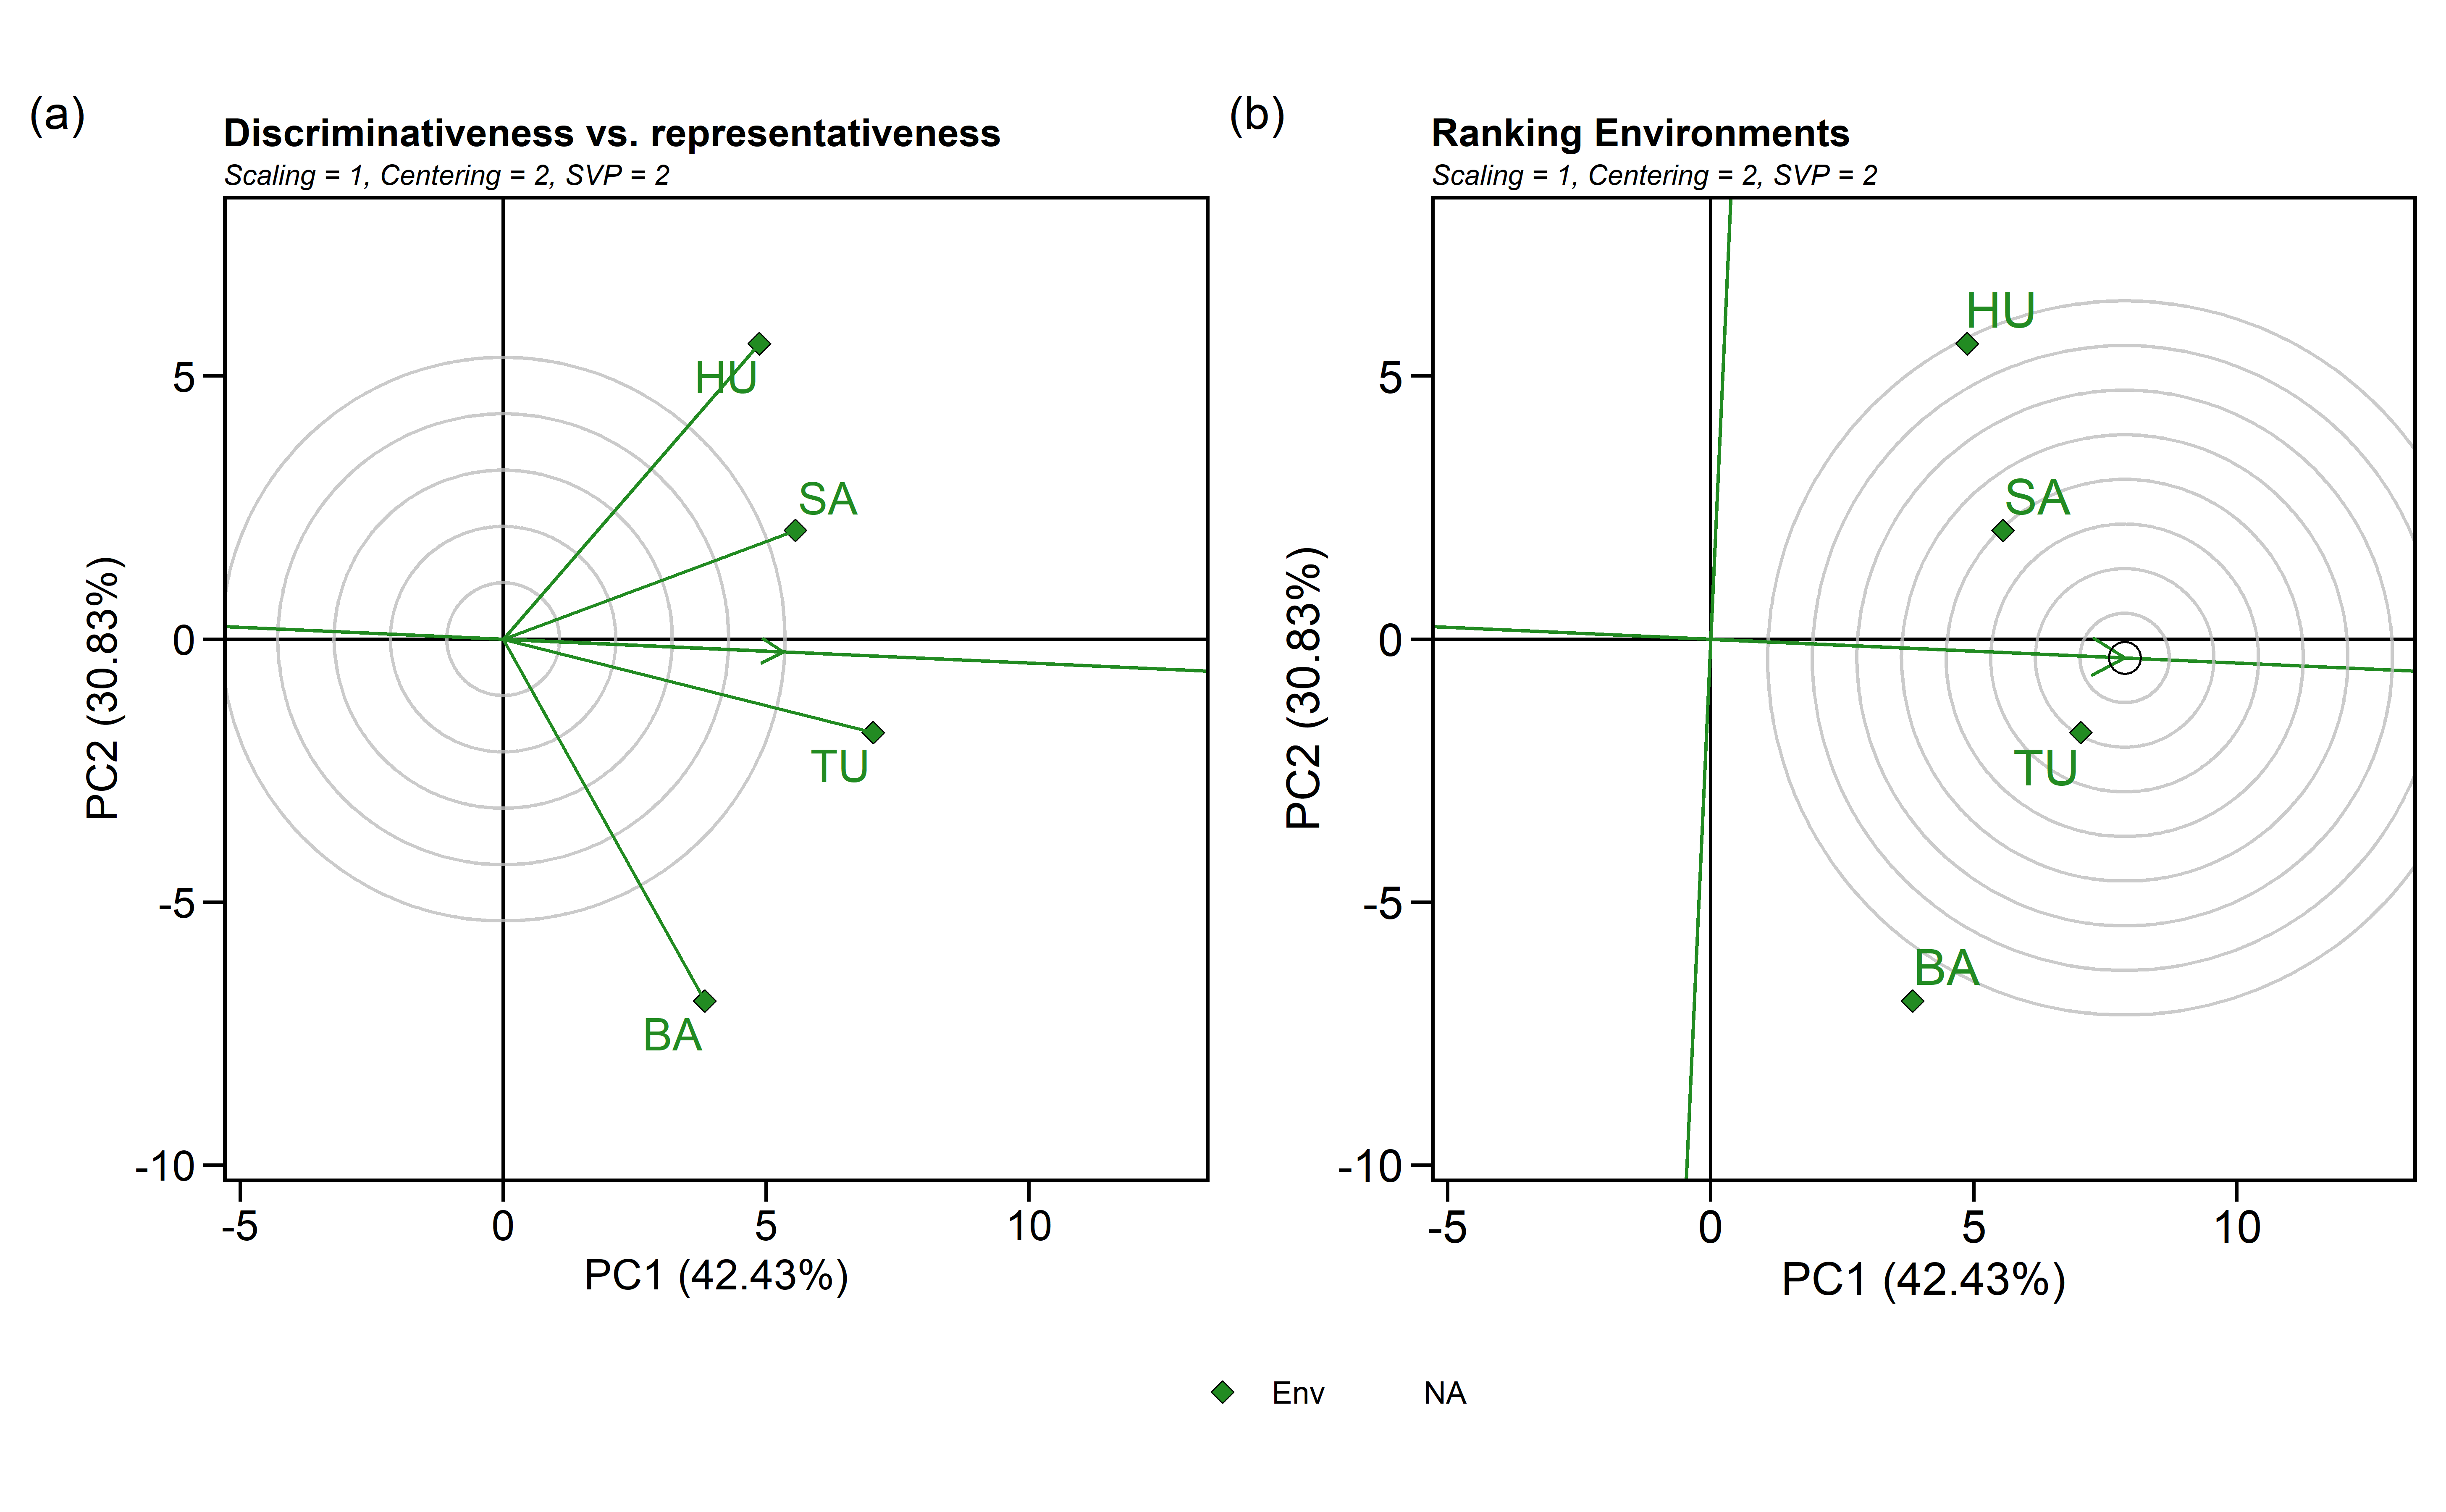 (a)
Discriminativeness vs. representativeness
Scaling = 1, Centering = 2, SVP = 2
HU
SA
TU
BA
5
0
-5
-10
PC2 (30.83%)
-5
0
5
10
PC1 (42.43%)
(b)
Ranking Environments
Scaling = 1, Centering = 2, SVP = 2
HU
SA
TU
BA
5
0
-5
-10
PC2 (30.83%)
-5
0
5
10
PC1 (42.43%)
Env
NA